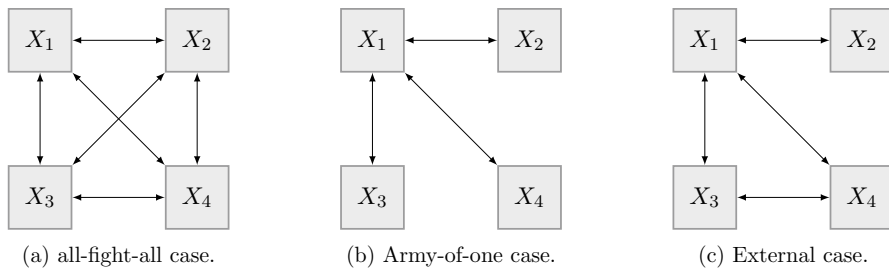 X₁ X₂ X₁ X₂ X₁ X₂
X₃ X₄ X₃ X₄ X₃ X₄
(a) all-fight-all case. (b) Army-of-one case. (c) External case.